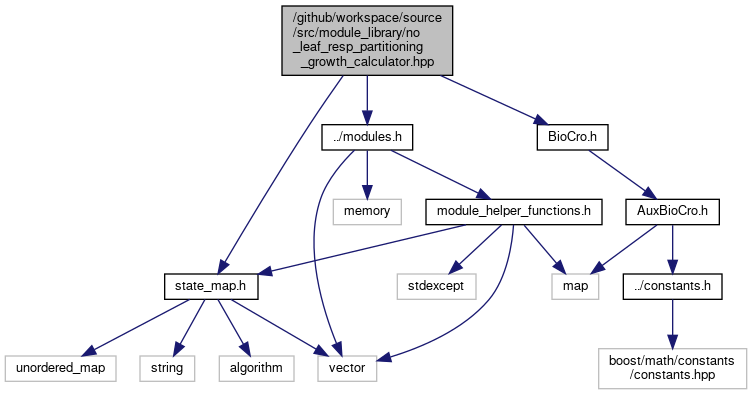 /github/workspace/source
/src/module_library/no
_leaf_resp_partitioning
_growth_calculator.hpp
../modules.h
BioCro.h
memory
module_helper_functions.h
AuxBioCro.h
state_map.h
stdexcept
map
../constants.h
unordered_map
string
algorithm
vector
boost/math/constants
/constants.hpp